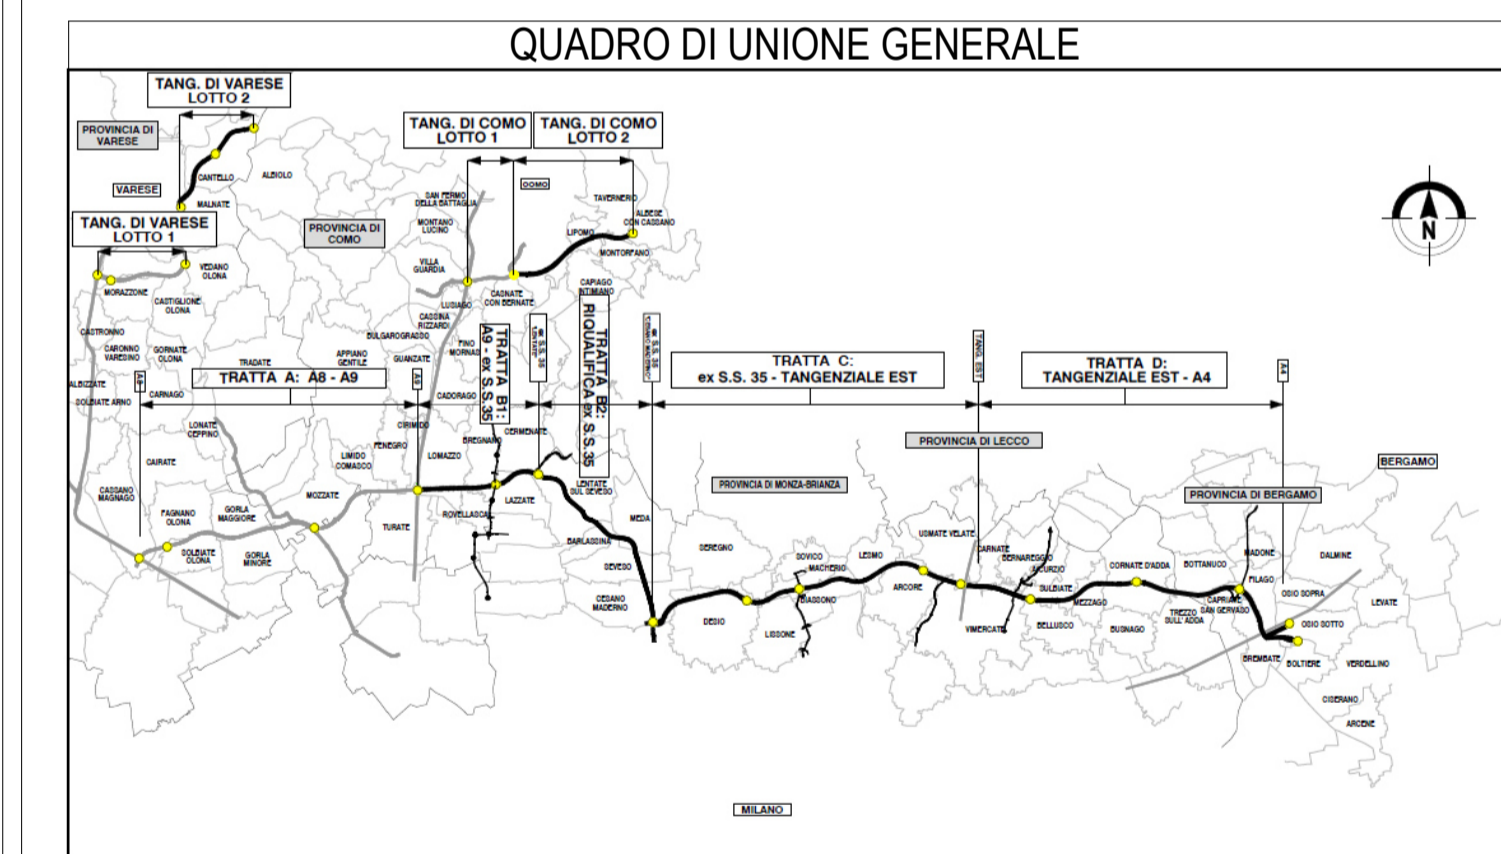 QUADRO DI UNIONE GENERALE
TANG. DI VARESE
LOTTO 2
PROVINCIA DI
VARESE
TANG. DI COMO
LOTTO 1
TANG. DI COMO
LOTTO 2
CANTELLO
ALBIOLO
VARESE
MALNATE
COMO
SAN FERMO
DELLA BATTAGLIA
TAVERNERIO
ALBESE
CON CASSANO
TANG. DI VARESE
LOTTO 1
PROVINCIA DI
COMO
MONTANO
LUCINO
LIPOMO
MONTORFANO
N
VEDANO
OLONA
VILLA
GUARDIA
MORAZZONE
CASTIGLIONE
OLONA
LUISAGO
CASNATE
CON BERNATE
CAPIAGO
INTIMIANO
CASSINA
RIZZARDI
CASTRONNO
BULGAROGRASSO
CARONNO
VARESINO
GORNATE
OLONA
TRADATE
APPIANO
GENTILE
GUANZATE
FINO
MORNAS
TRATTA B1:
A9 - ex S.S.35
ex S.S. 35
TRATTA B2:
RIQUALIFICA ex S.S.35
ex S.S. 35
TRATTA C:
ex S.S. 35 - TANGENZIALE EST
TANG. EST
TRATTA D:
TANGENZIALE EST - A4
A4
ALBIZZATE
A8
TRATTA A: A8 - A9
A9
SOLBIATE ARNO
CARNAGO
CADORAGO
LONATE
CEPPINO
CIRIMIDO
FENEGRO
BREGNANO
CERMENATE
PROVINCIA DI LECCO
CAIRATE
LIMIDO
COMASCO
LOMAZZO
BERGAMO
CASSANO
MAGNAGO
MOZZATE
LAZZATE
LENTATE
SUL SEVESO
PROVINCIA DI MONZA-BRIANZA
PROVINCIA DI BERGAMO
FAGNANO
OLONA
GORLA
MAGGIORE
TURATE
ROVELLASCA
MEDA
USMATE VELATE
BARLASSINA
SEREGNO
SOLBIATE
OLONA
GORLA
MINORE
SOVICO
MACHERIO
LESMO
CARNATE
BERNAREGGIO
MADONE
DALMINE
SEVESO
CORNATE D'ADDA
BOTTANUCO
FILAGO
ARCORE
SULBIATE
OSIO SOPRA
CESANO
MADERNO
BIASSONO
MEZZAGO
SAN GERVASO
LEVATE
DESIO
LISSONE
VIMERCATE
BELLUSCO
BUSNAGO
TREZZO
SULL'ADDA
OSIO SOTTO
BREMBATE
BOLTIERE
VERDELLINO
CISERANO
ARCENE
MILANO